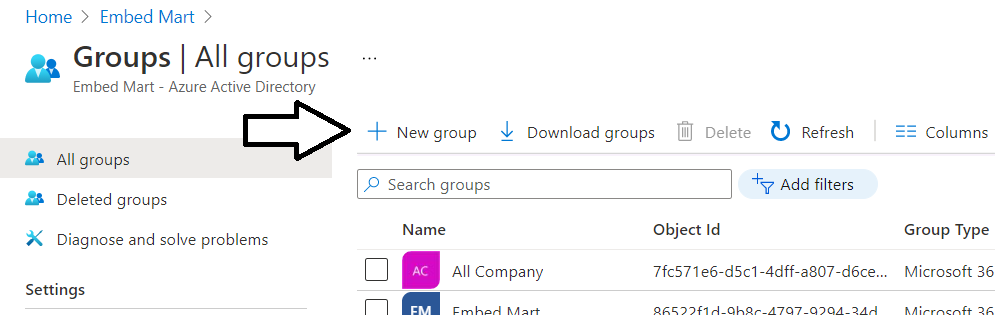 Home > Embed Mart >
Groups | All groups ...
Embed Mart - Azure Active Directory
New group Download groups Delete Refresh Columns
All groups
Deleted groups
Diagnose and solve problems
Settings
Search groups Add filters
Name Object Id Group Type
AC All Company 7fc571e6-d5c1-4dff-a807-d6ce... Microsoft 36
EM Embed Mart 86522f1d-9b8c-4797-9294-34d Microsoft 36